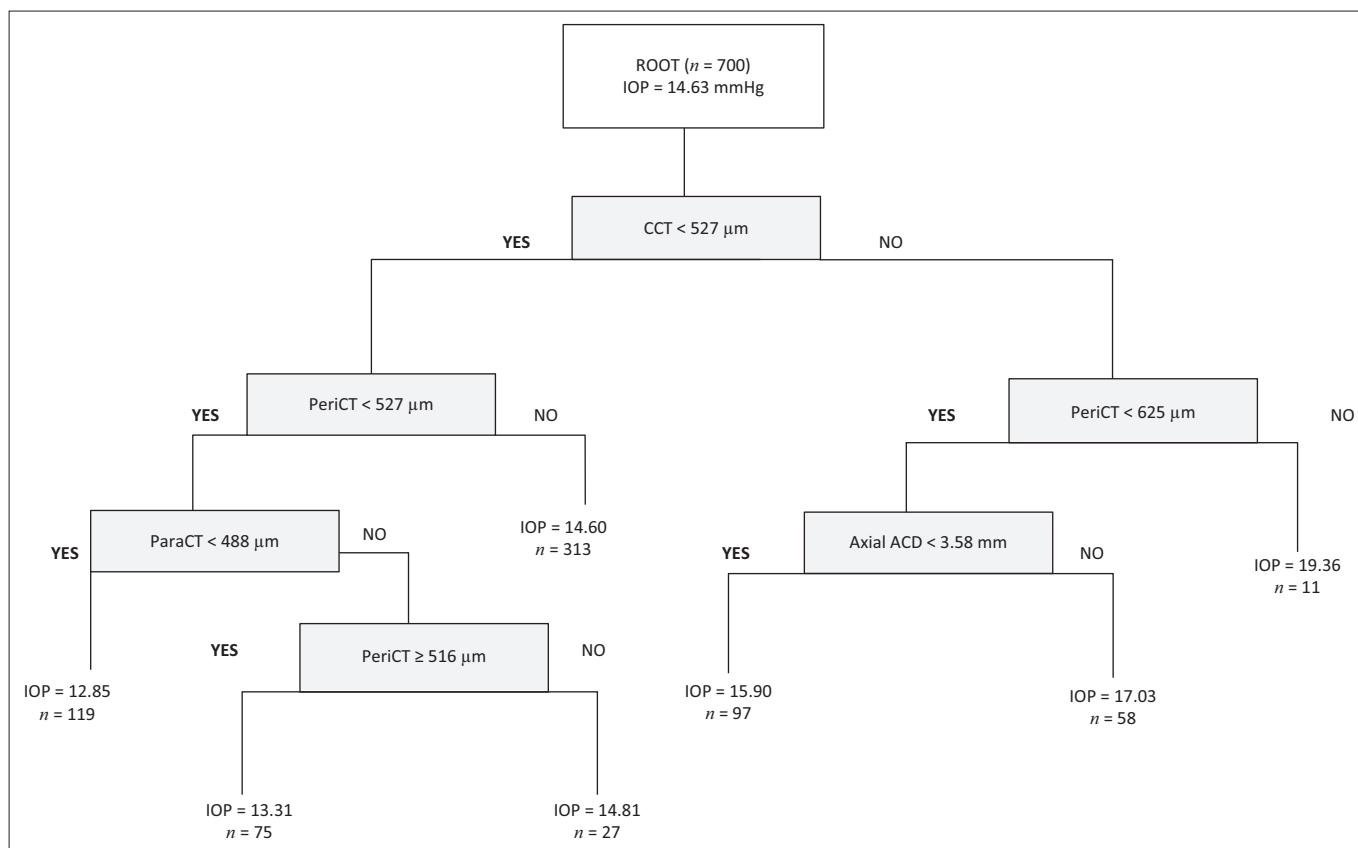 ROOT (n = 700)
IOP = 14.63 mmHg
CCT < 527 μm
YES
NO
PeriCT < 527 μm
YES
NO
PeriCT < 625 μm
YES
NO
ParaCT < 488 μm
YES
NO
IOP = 14.60
n = 313
Axial ACD < 3.58 mm
YES
NO
IOP = 19.36
n = 11
PeriCT ≥ 516 μm
YES
NO
IOP = 12.85
n = 119
IOP = 15.90
n = 97
IOP = 17.03
n = 58
IOP = 13.31
n = 75
IOP = 14.81
n = 27